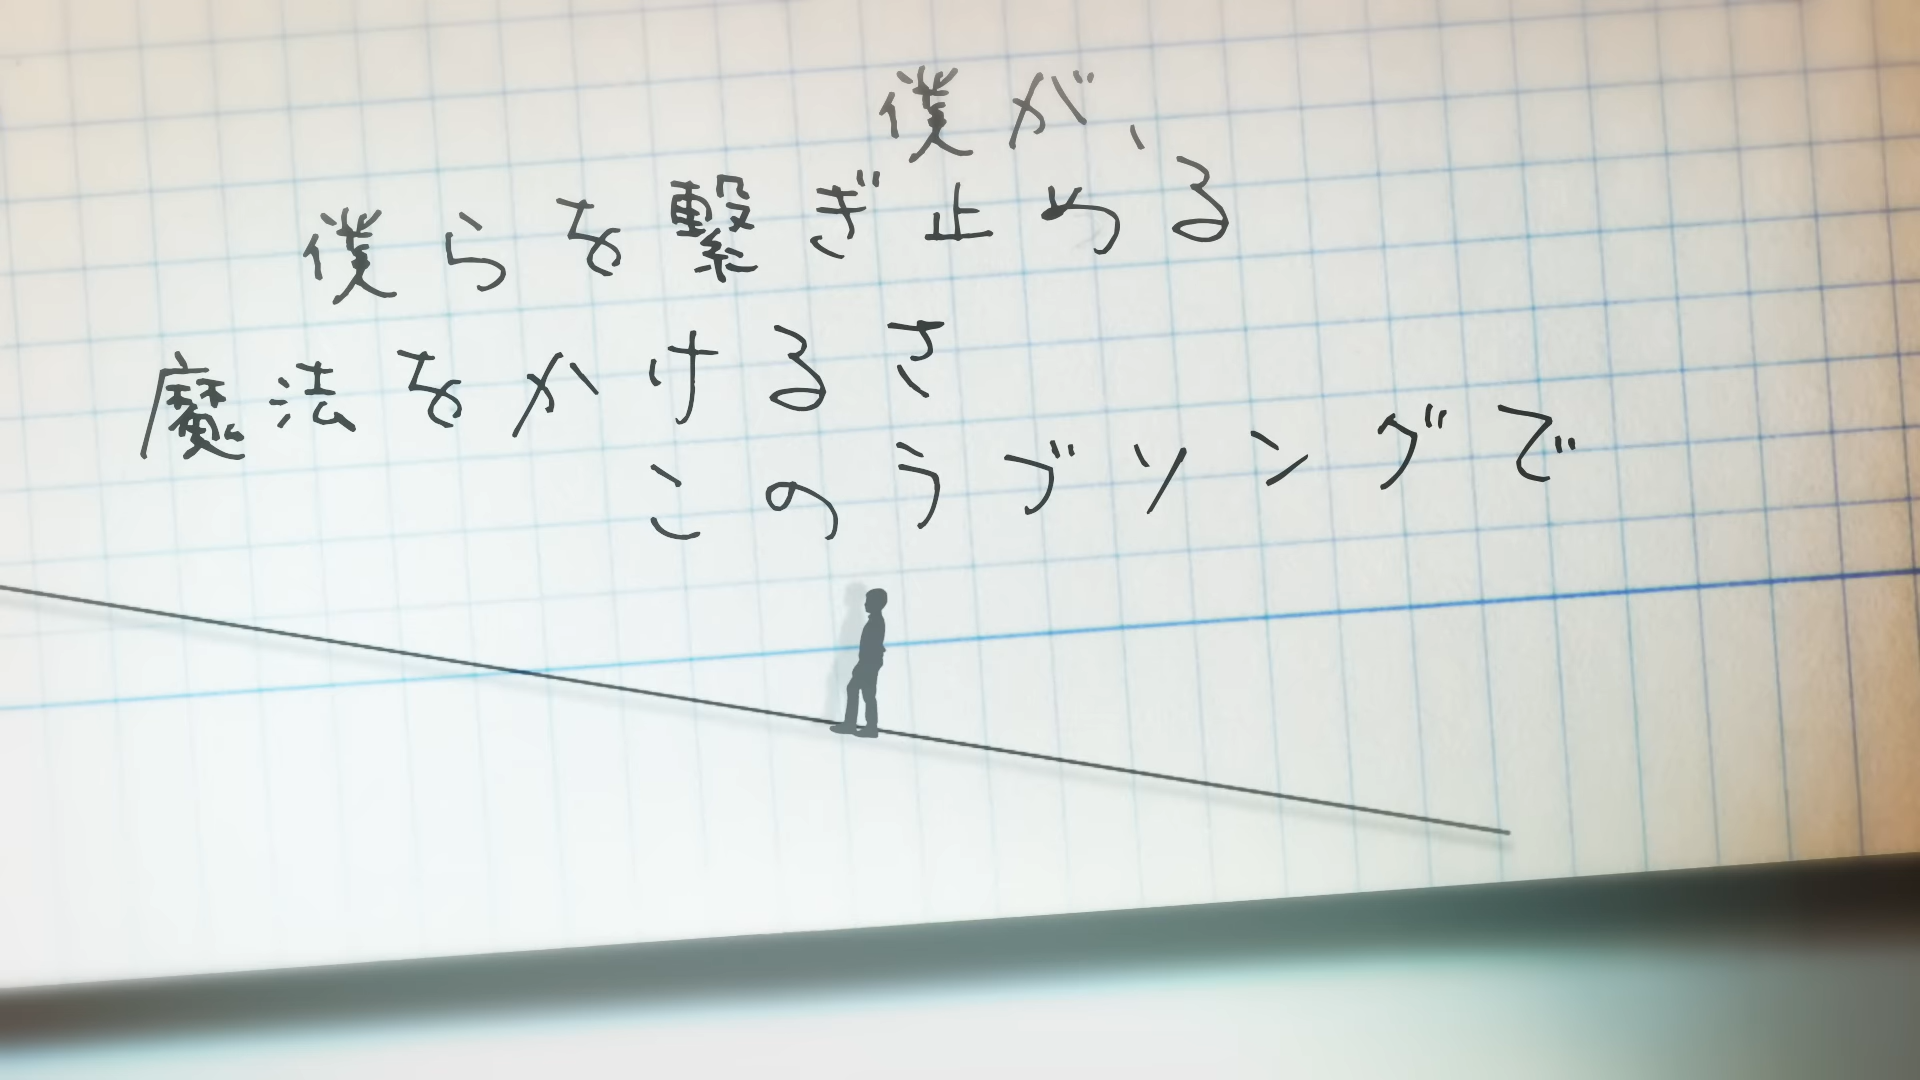 僕が、
僕らを繋ぎ止める
魔法をかけるさ
このラブソングで